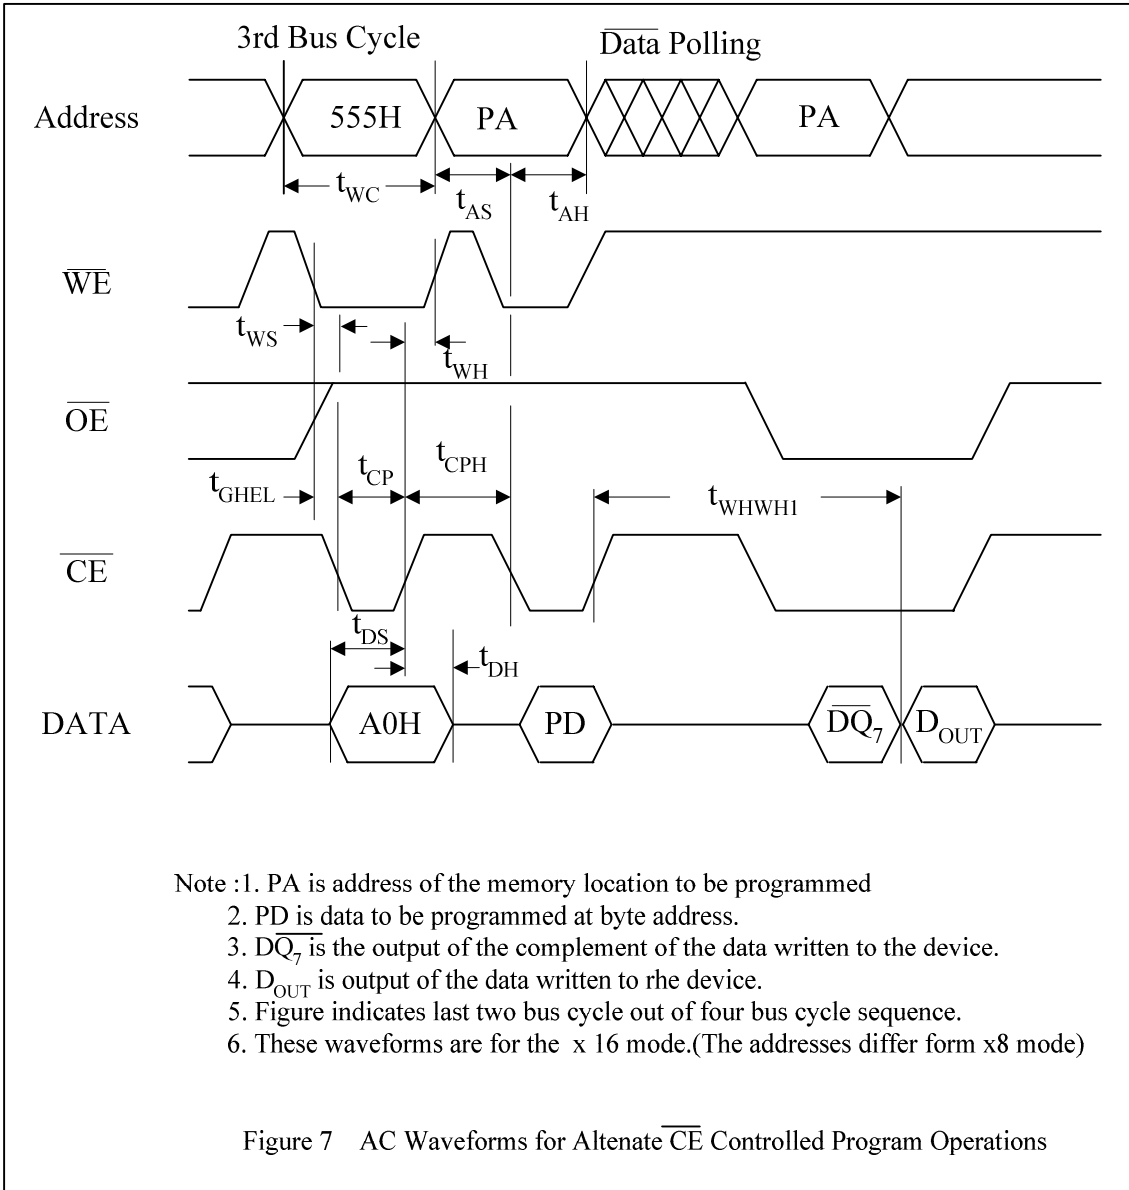 3rd Bus Cycle
Data Polling
Address
555H
PA
PA
tWC
tAS
tAH
WE
tWS
tWH
OE
tGHEL
tCP
tCPH
tWHWH1
CE
tDS
tDH
DATA
A0H
PD
DQ7
DOUT
Note :1. PA is address of the memory location to be programmed
2. PD is data to be programmed at byte address.
3. DQ7 is the output of the complement of the data written to the device.
4. DOUT is output of the data written to rhe device.
5. Figure indicates last two bus cycle out of four bus cycle sequence.
6. These waveforms are for the x 16 mode.(The addresses differ form x8 mode)
Figure 7 AC Waveforms for Altenate CE Controlled Program Operations